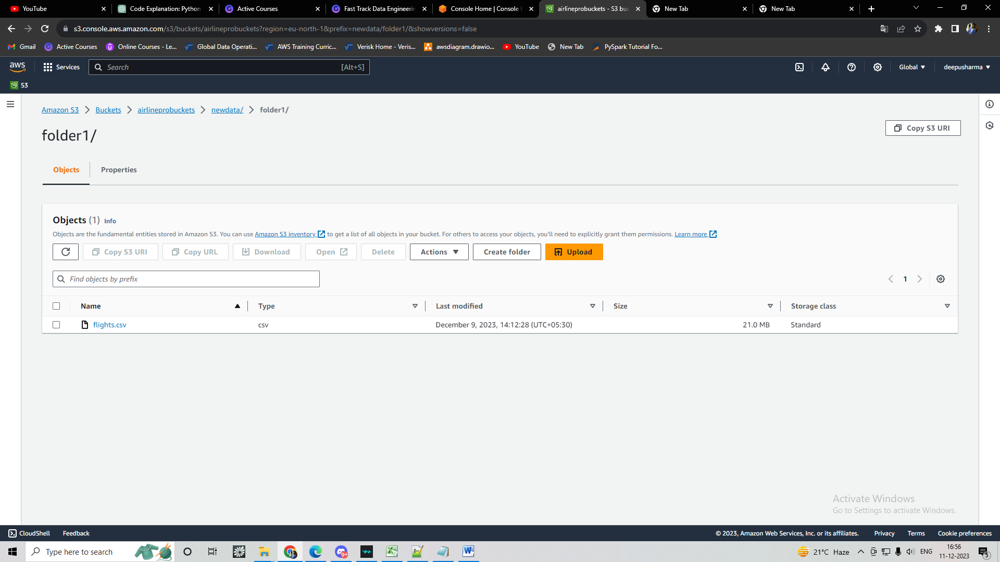 YouTube
Code Explanation: Python
Active Courses
Fast Track Data Engineerin
Console Home | Console H
airlineprobuckets - S3 buc
New Tab
New Tab
s3.console.aws.amazon.com/s3/buckets/airlineprobuckets?region=eu-north-1&prefix=newdata/folder1/&showversions=false
Gmail
Active Courses
Online Courses - Le...
Global Data Operati...
AWS Training Curric...
Verisk Home - Veris...
awsdiagram.drawio...
YouTube
New Tab
PySpark Tutorial Fo...
aws
Services
Search
[Alt+S]
Global
deepusharma
S3
Amazon S3
Buckets
airlineprobuckets
newdata/
folder1/
folder1/
Copy S3 URI
Objects
Properties
Objects (1) Info
Objects are the fundamental entities stored in Amazon S3. You can use Amazon S3 inventory to get a list of all objects in your bucket. For others to access your objects, you'll need to explicitly grant them permissions. Learn more
Copy S3 URI
Copy URL
Download
Open
Delete
Actions
Create folder
Upload
Find objects by prefix
1
Name
Type
Last modified
Size
Storage class
flights.csv
csv
December 9, 2023, 14:12:28 (UTC+05:30)
21.0 MB
Standard
Activate Windows
Go to Settings to activate Windows.
CloudShell
Feedback
© 2023, Amazon Web Services, Inc. or its affiliates.
Privacy
Terms
Cookie preferences
Type here to search
9+
21°C Haze
ENG
16:56
11-12-2023
5